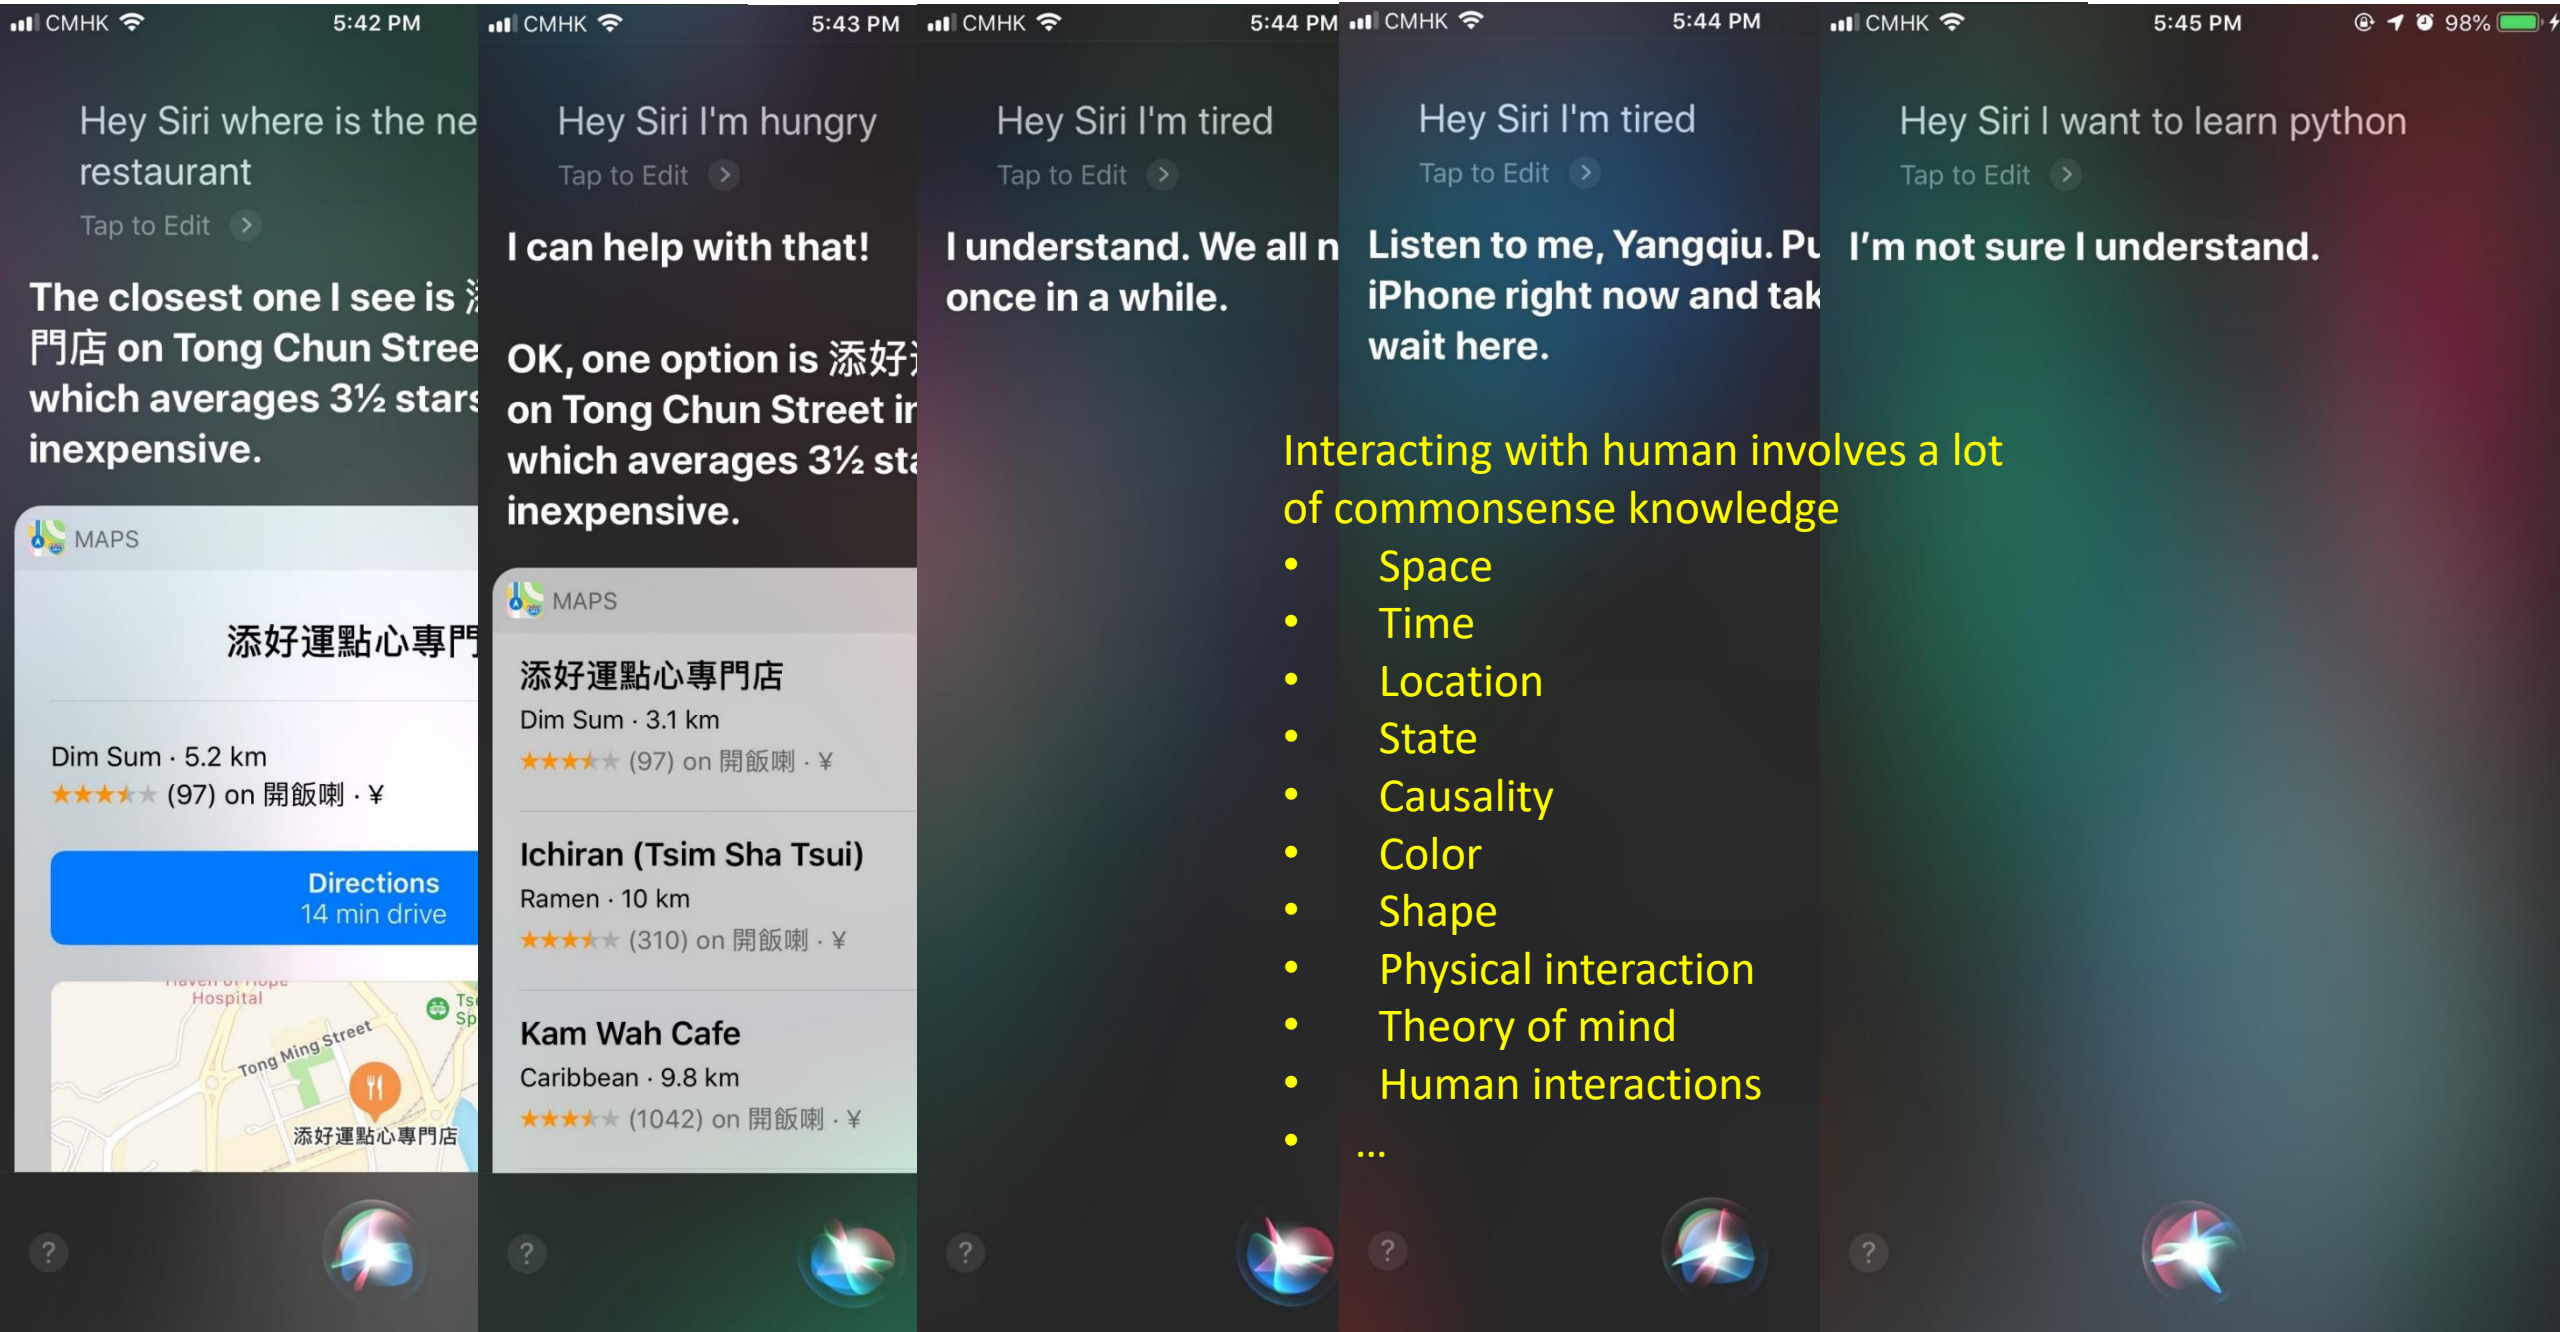 CMHK 5:42 PM
Hey Siri where is the ne
restaurant
Tap to Edit
The closest one I see is
門店 on Tong Chun Stree
which averages 3½ stars
inexpensive.
MAPS
添好運點心專門
Dim Sum · 5.2 km
(97) on 開飯喇 · ¥
Directions
14 min drive
Haven of Hope
Hospital
Tong Ming Street
Ts
Sp
添好運點心專門店
?
CMHK 5:43 PM
Hey Siri I'm hungry
Tap to Edit
I can help with that!
OK, one option is 添好
on Tong Chun Street in
which averages 3½ sta
inexpensive.
MAPS
添好運點心專門店
Dim Sum · 3.1 km
(97) on 開飯喇 · ¥
Ichiran (Tsim Sha Tsui)
Ramen · 10 km
(310) on 開飯喇 · ¥
Kam Wah Cafe
Caribbean · 9.8 km
(1042) on 開飯喇 · ¥
?
CMHK 5:44 PM
Hey Siri I'm tired
Tap to Edit
I understand. We all n
once in a while.
?
CMHK 5:44 PM
Hey Siri I'm tired
Tap to Edit
Listen to me, Yangqiu. Pu
iPhone right now and tak
wait here.
?
CMHK 5:45 PM 98%
Hey Siri I want to learn python
Tap to Edit
I'm not sure I understand.
?
Interacting with human involves a lot
of commonsense knowledge
• Space
• Time
• Location
• State
• Causality
• Color
• Shape
• Physical interaction
• Theory of mind
• Human interactions
• ...